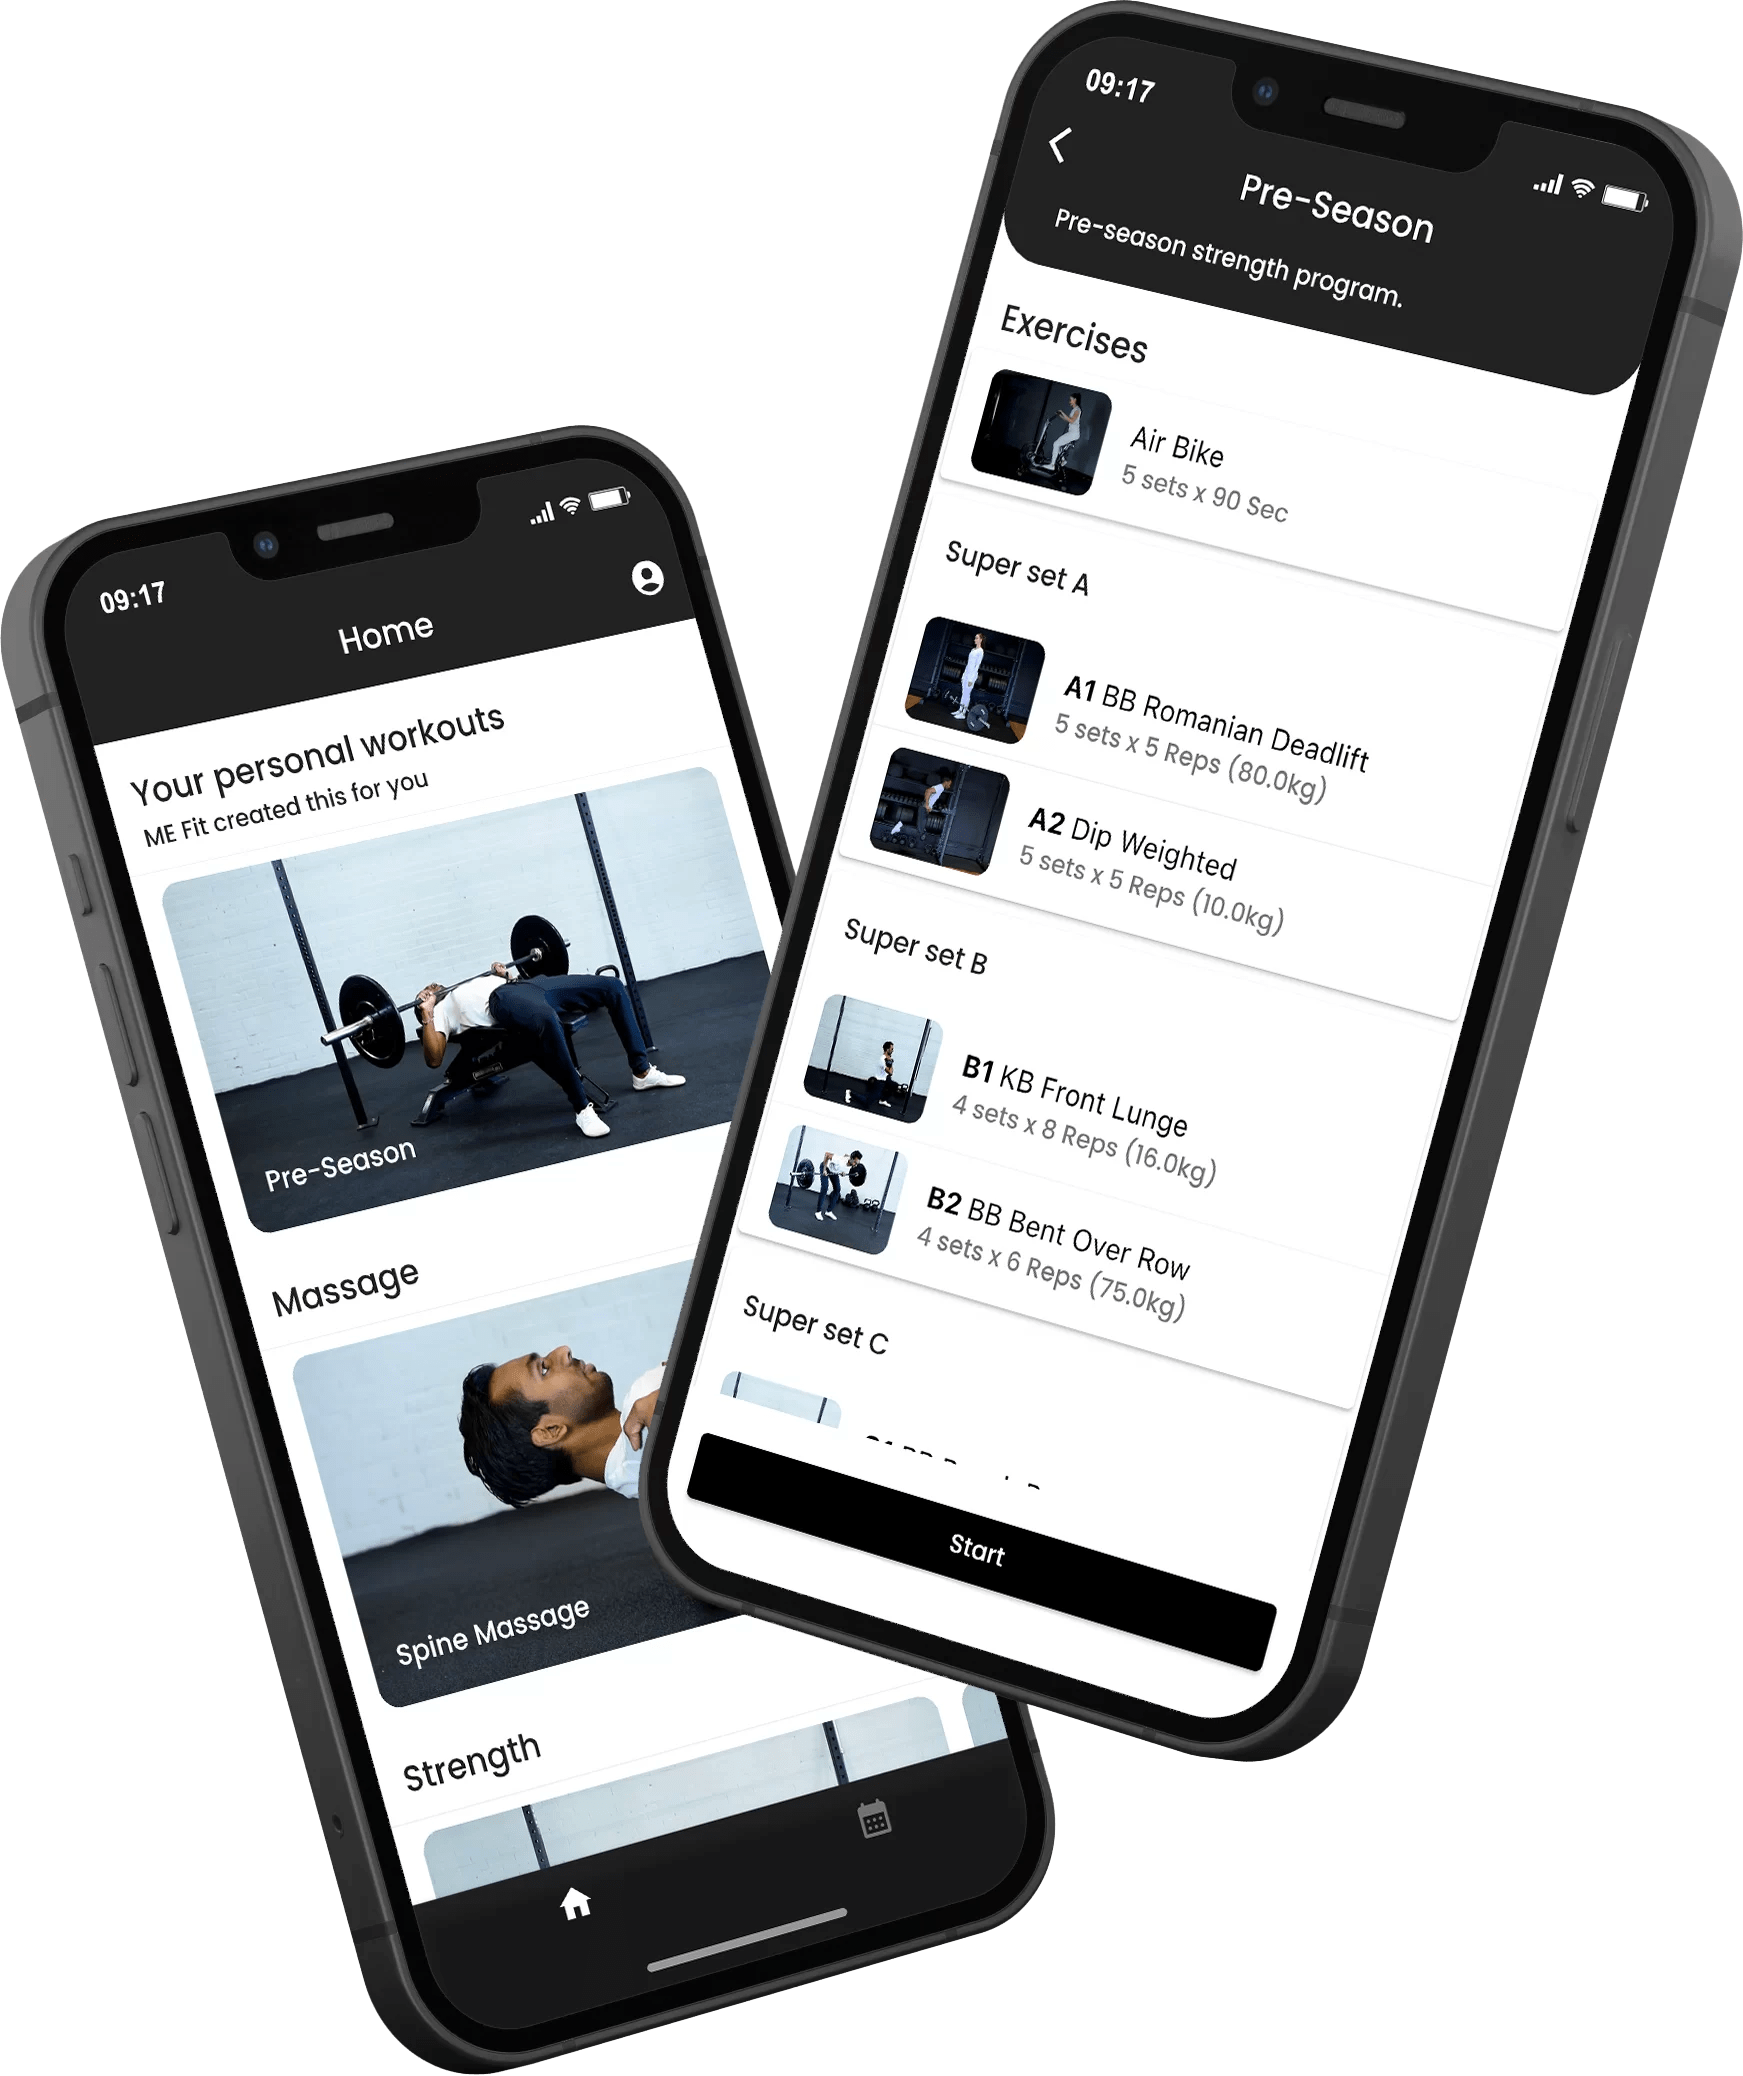 09:17
Home
Your personal workouts
ME Fit created this for you
Pre-Season
Massage
Spine Massage
Strength
09:17
Pre-Season
Pre-season strength program.
Exercises
Air Bike
5 sets x 90 Sec
Super set A
A1 BB Romanian Deadlift
5 sets x 5 Reps (80.0kg)
A2 Dip Weighted
5 sets x 5 Reps (10.0kg)
Super set B
B1 KB Front Lunge
4 sets x 8 Reps (16.0kg)
B2 BB Bent Over Row
4 sets x 6 Reps (75.0kg)
Super set C
Start